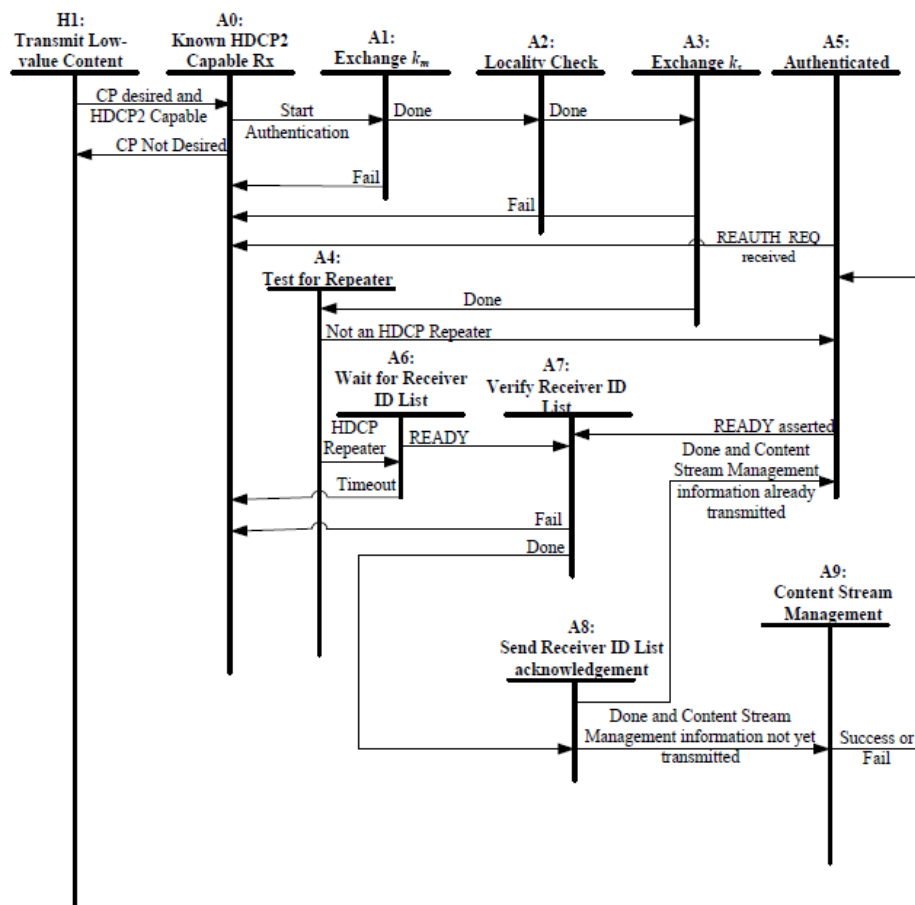 H1:
Transmit Low-
value Content
A0:
Known HDCP2
Capable Rx
A1:
Exchange km
A2:
Locality Check
A3:
Exchange ks
A5:
Authenticated
CP desired and
HDCP2 Capable
Start
Authentication
Done
Done
CP Not Desired
Fail
Fail
REAUTH_REQ
received
A4:
Test for Repeater
Done
Not an HDCP Repeater
A6:
Wait for Receiver
ID List
A7:
Verify Receiver ID
List
HDCP
Repeater
READY
READY asserted
Done and Content
Stream Management
information already
transmitted
Timeout
Fail
Done
A9:
Content Stream
Management
A8:
Send Receiver ID List
acknowledgement
Done and Content Stream
Management information not yet
transmitted
Success or
Fail